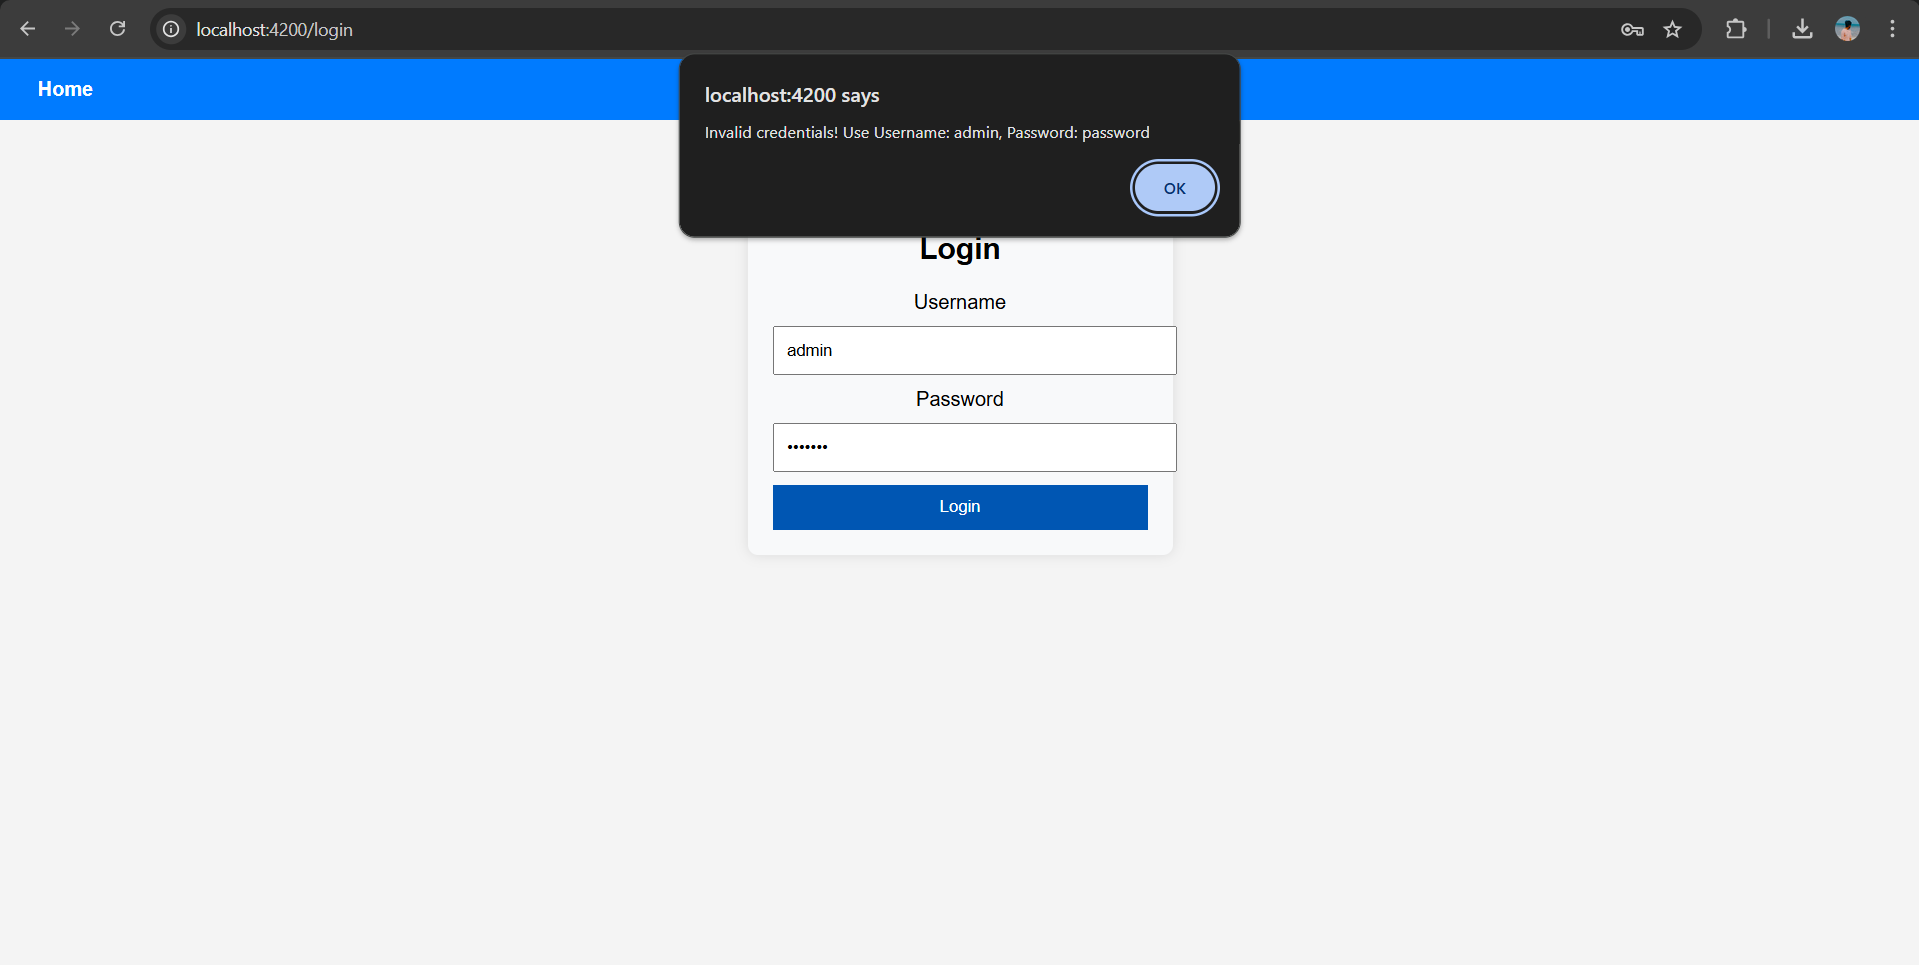 localhost:4200/login
Home
localhost:4200 says
Invalid credentials! Use Username: admin, Password: password
OK
Login
Username
admin
Password
•••••••
Login